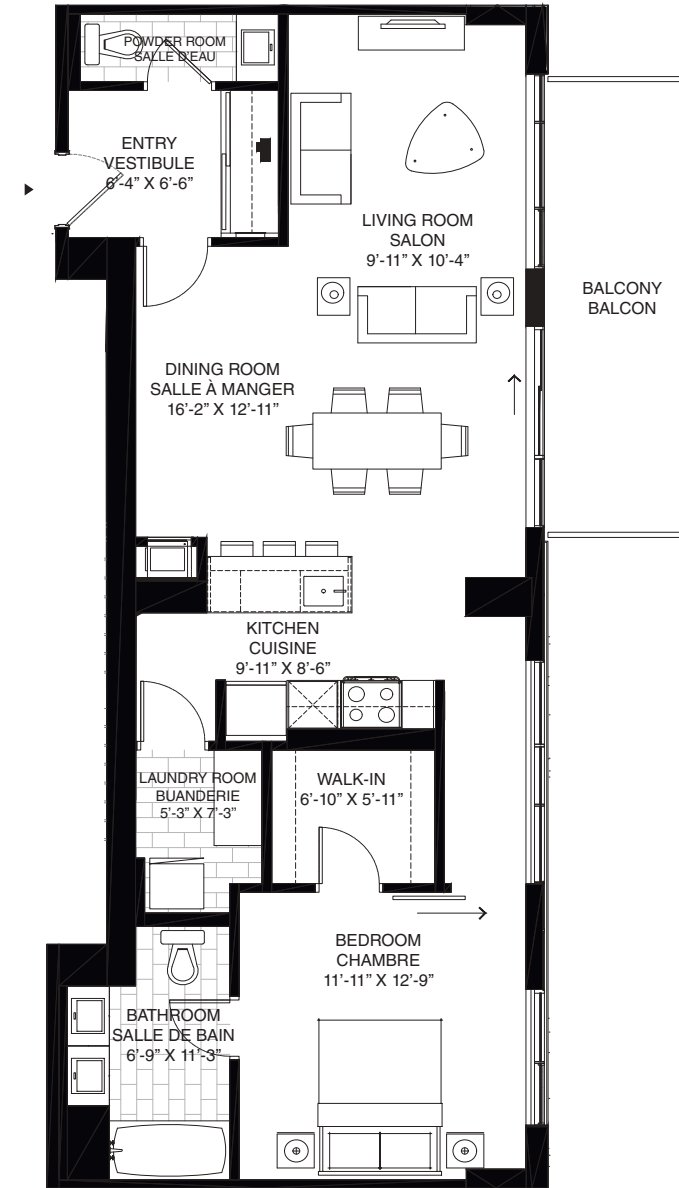 POWDER ROOM
SALLE D'EAU
ENTRY
VESTIBULE
6'-4” X 6'-6”
LIVING ROOM
SALON
9'-11” X 10'-4”
BALCONY
BALCON
DINING ROOM
SALLE À MANGER
16'-2” X 12'-11”
KITCHEN
CUISINE
9'-11” X 8'-6”
LAUNDRY ROOM
BUANDERIE
5'-3” X 7'-3”
WALK-IN
6'-10” X 5'-11”
BEDROOM
CHAMBRE
11'-11” X 12'-9”
BATHROOM
SALLE DE BAIN
6'-9” X 11'-3”